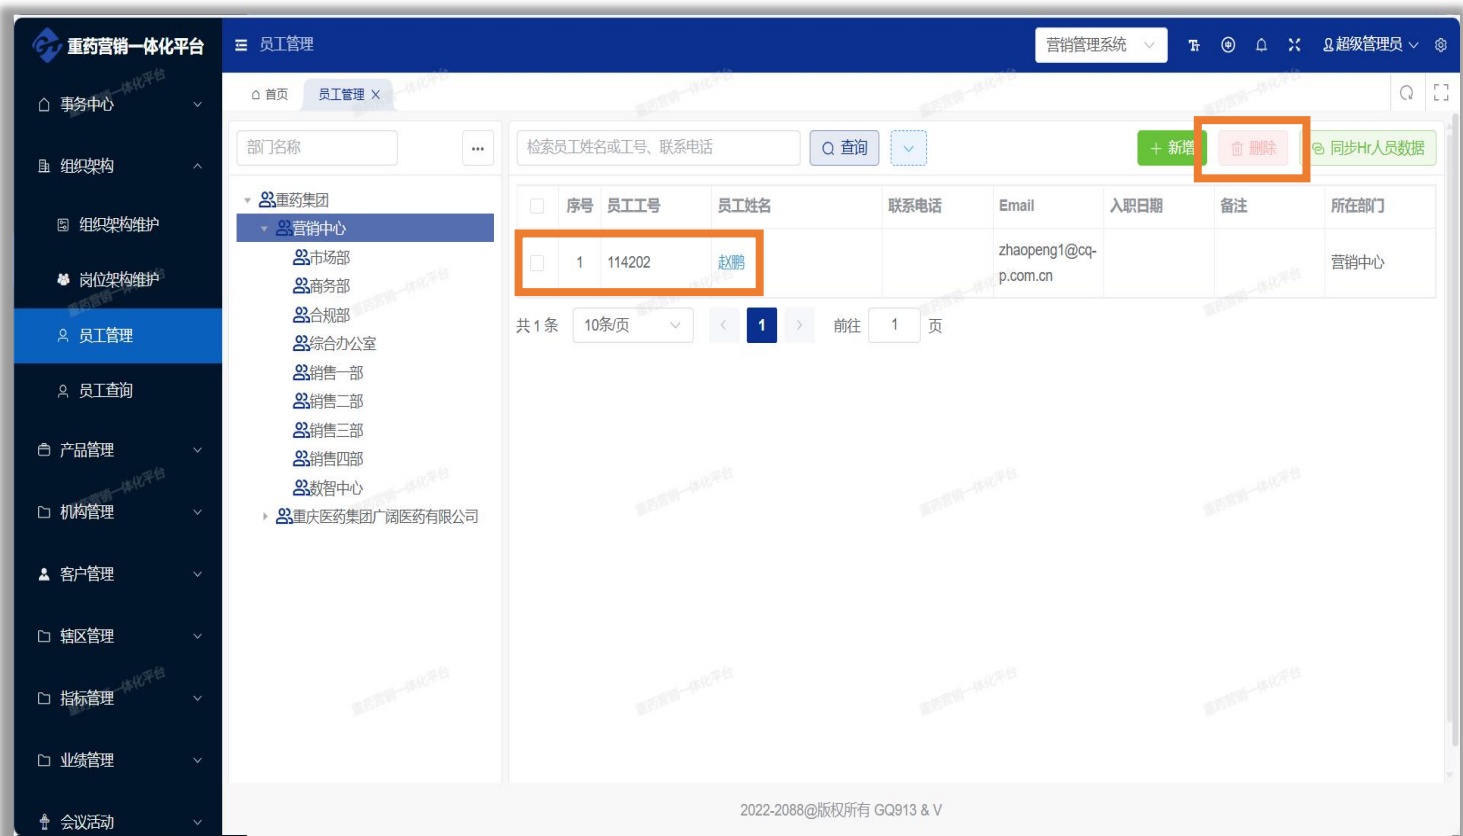 重药营销一体化平台
员工管理
营销管理系统
超级管理员
首页
员工管理 X
事务中心
组织架构
组织架构维护
岗位架构维护
员工管理
员工查询
产品管理
机构管理
客户管理
辖区管理
指标管理
业绩管理
会议活动
部门名称
...
重药集团
营销中心
市场部
商务部
合规部
综合办公室
销售一部
销售二部
销售三部
销售四部
数智中心
重庆医药集团广阔医药有限公司
检索员工姓名或工号、联系电话
查询
+ 新增
删除
同步Hr人员数据
序号 员工工号 员工姓名 联系电话 Email 入职日期 备注 所在部门
1 114202 赵鹏 zhaopeng1@cq-p.com.cn 营销中心
共 1 条 10条/页 < 1 > 前往 1 页
2022-2088@版权所有 GQ913 & V
重药营销一体化平台